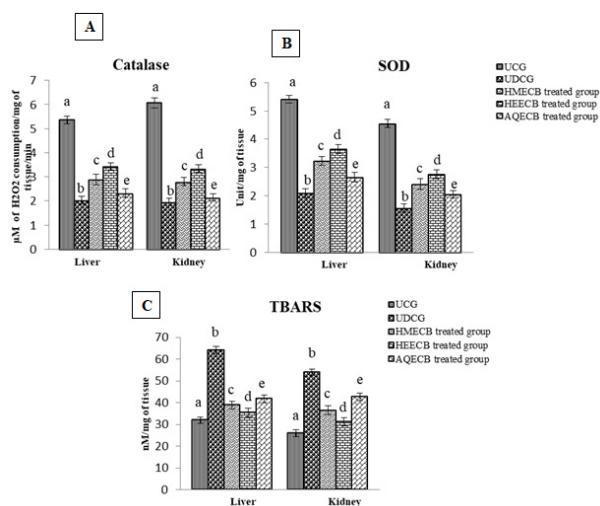 A
Catalase
µM of H2O2 consumption/mg of
tissue/min
7
6
5
4
3
2
1
0
a
b
c
d
e
a
b
c
d
e
Liver
Kidney
B
SOD
Unit/mg of tissue
6
5
4
3
2
1
0
a
b
c
d
e
a
b
c
d
e
Liver
Kidney
UCG
UDCG
HMECB treated group
HEECB treated group
AQECB treated group
C
TBARS
nM/mg of tissue
70
60
50
40
30
20
10
0
a
b
c
d
e
a
b
c
d
e
Liver
Kidney
UCG
UDCG
HMECB treated group
HEECB treated group
AQECB treated group